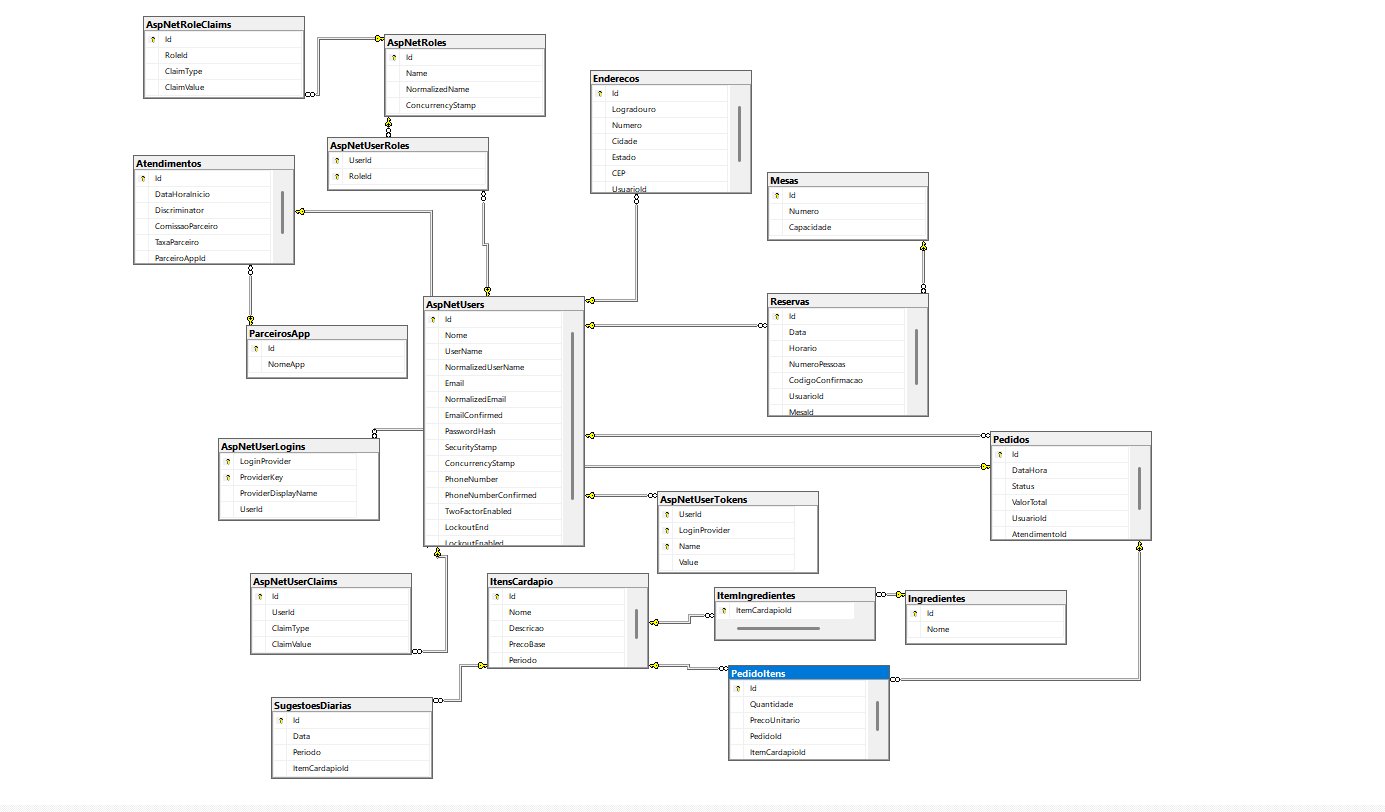 AspNetRoleClaims
Id
RoleId
ClaimType
ClaimValue
AspNetRoles
Id
Name
NormalizedName
ConcurrencyStamp
Enderecos
Id
Logradouro
Numero
Cidade
Estado
CEP
UsuarioId
AspNetUserRoles
UserId
RoleId
Atendimentos
Id
DataHoraInicio
Discriminator
ComissaoParceiro
TaxaParceiro
ParceiroAppId
Mesas
Id
Numero
Capacidade
AspNetUsers
Id
Nome
UserName
NormalizedUserName
Email
NormalizedEmail
EmailConfirmed
PasswordHash
SecurityStamp
ConcurrencyStamp
PhoneNumber
PhoneNumberConfirmed
TwoFactorEnabled
LockoutEnd
LockoutEnabled
Reservas
Id
Data
Horario
NumeroPessoas
CodigoConfirmacao
UsuarioId
MesaId
ParceirosApp
Id
NomeApp
AspNetUserLogins
LoginProvider
ProviderKey
ProviderDisplayName
UserId
Pedidos
Id
DataHora
Status
ValorTotal
UsuarioId
AtendimentoId
AspNetUserTokens
UserId
LoginProvider
Name
Value
AspNetUserClaims
Id
UserId
ClaimType
ClaimValue
ItensCardapio
Id
Nome
Descricao
PrecoBase
Periodo
ItemIngredientes
ItemCardapioId
Ingredientes
Id
Nome
PedidoItens
Id
Quantidade
PrecoUnitario
PedidoId
ItemCardapioId
SugestoesDiarias
Id
Data
Periodo
ItemCardapioId